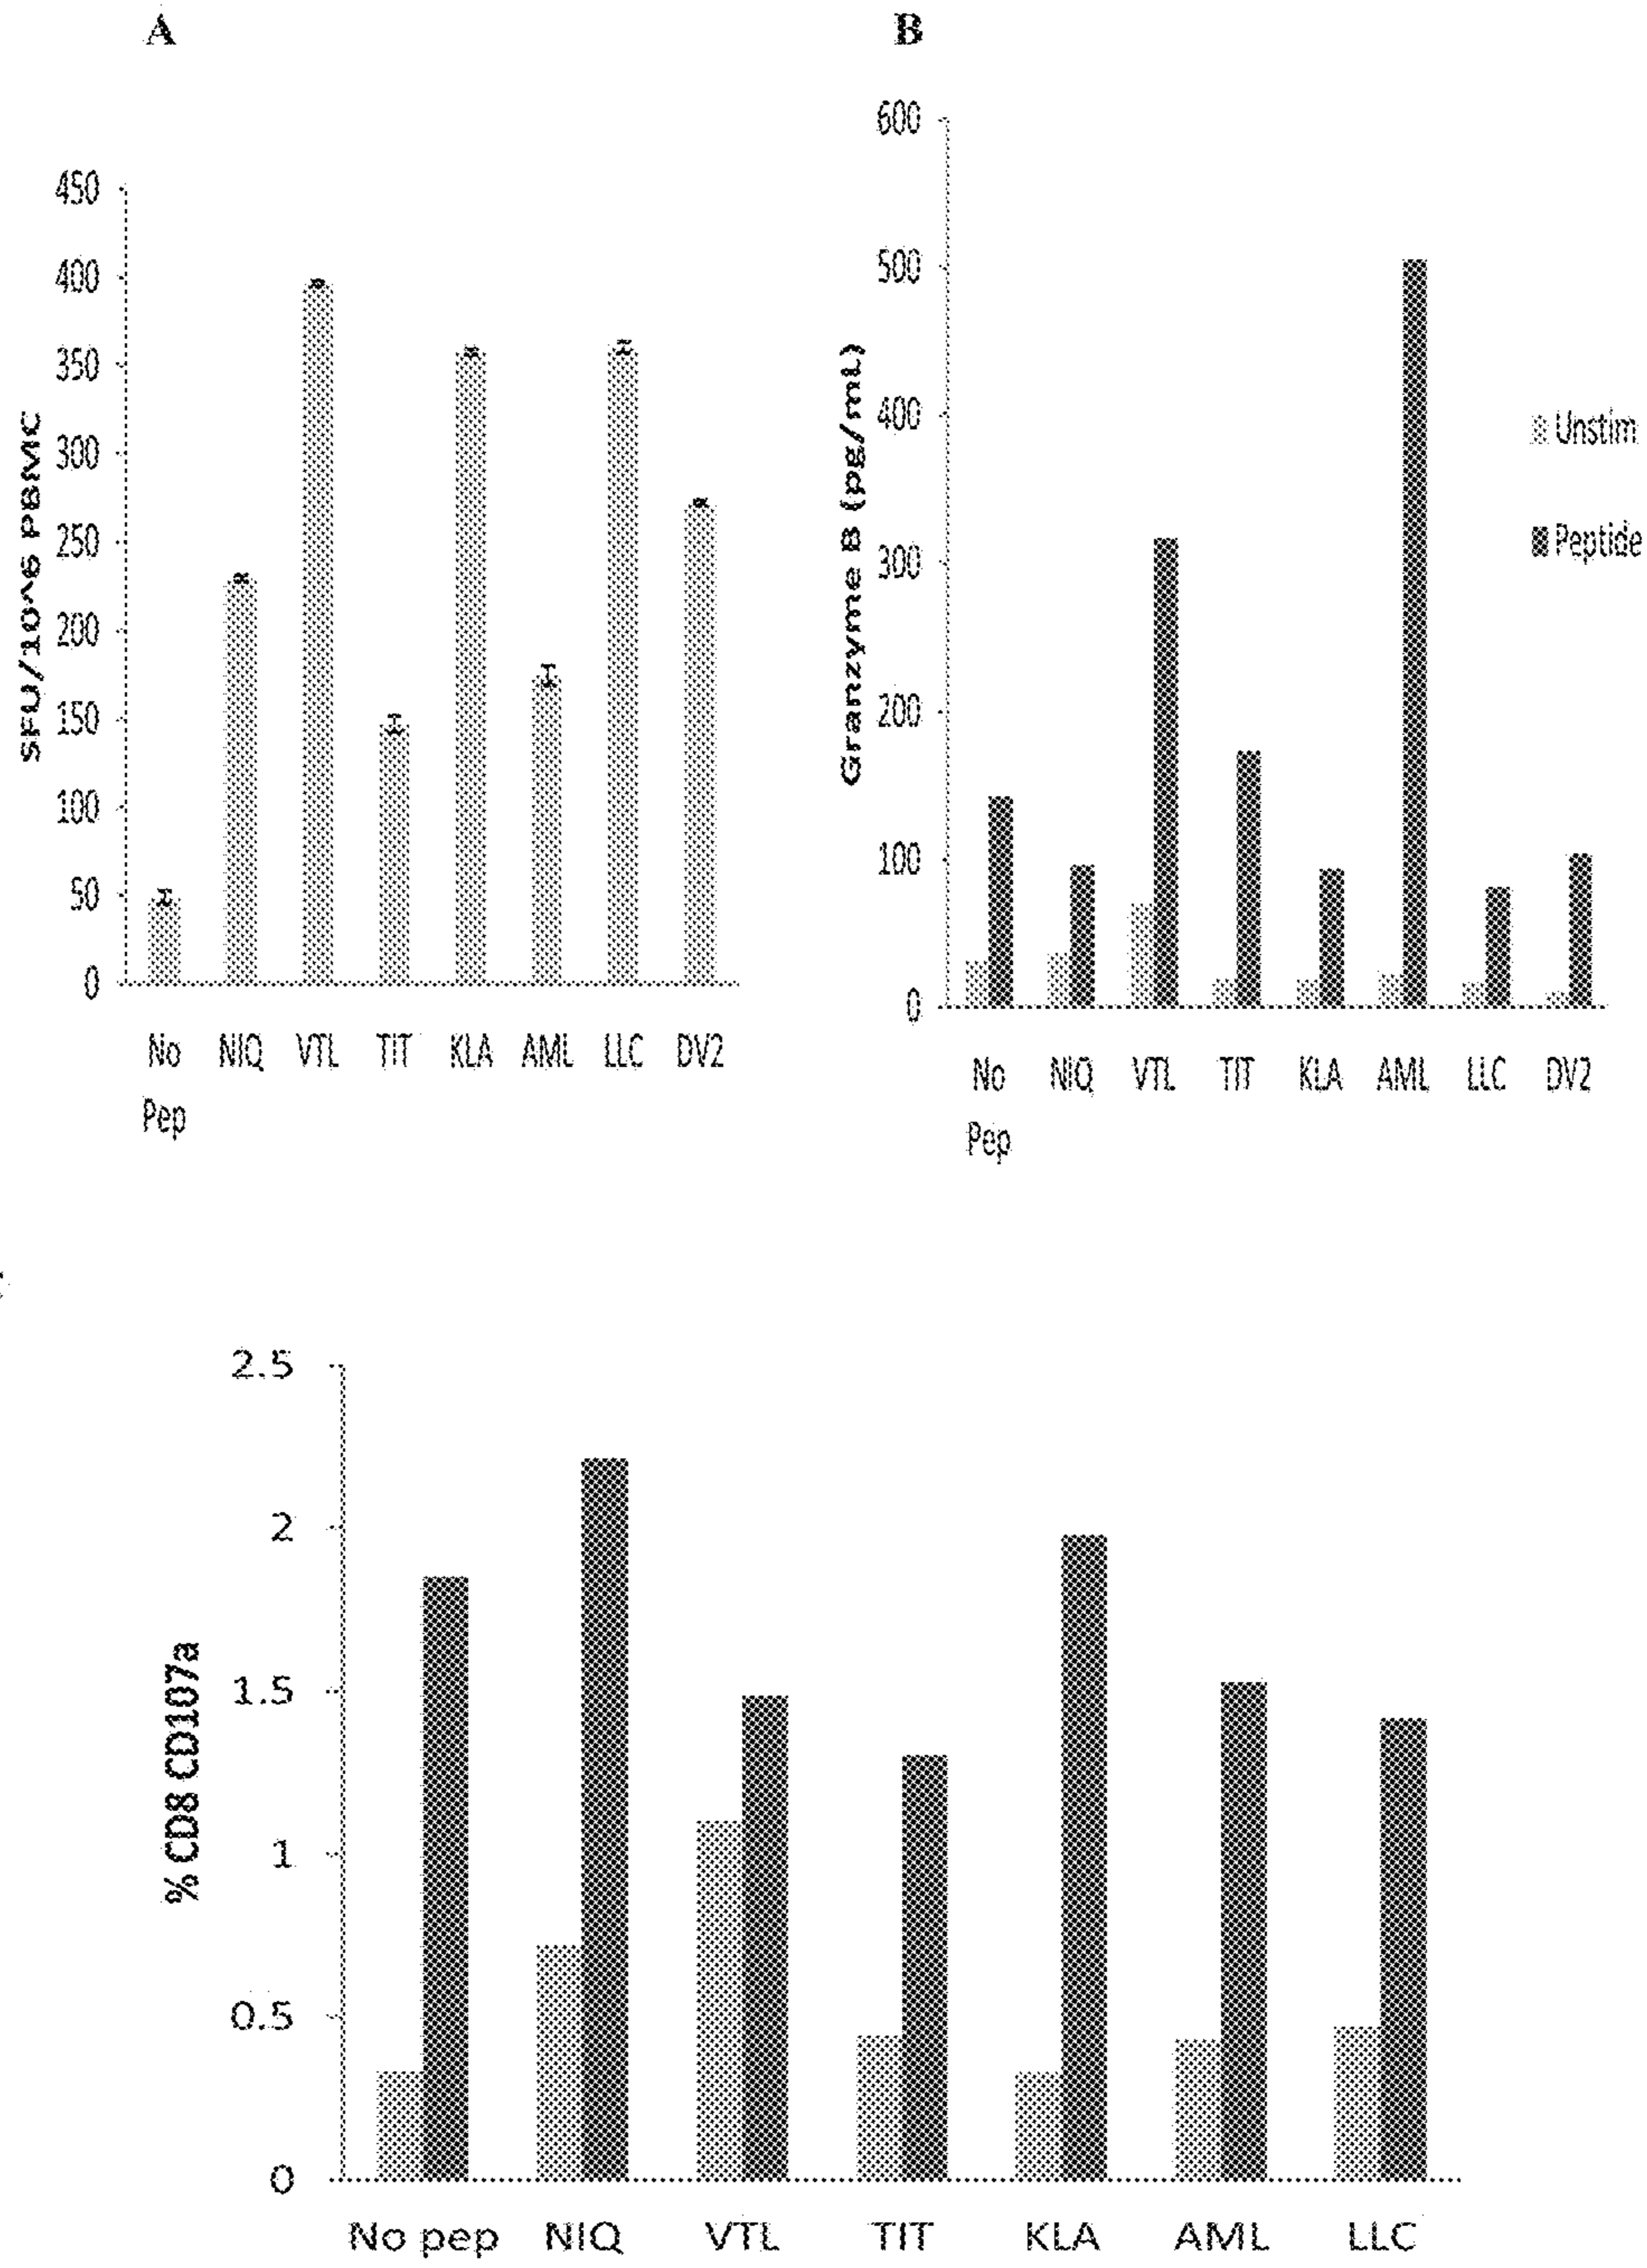 A
450
400
350
300
250
200
150
100
50
0
SFU/10^6 PBMC
No Pep
NIQ
VTL
TIT
KLA
AML
LLC
DV2
B
600
500
400
300
200
100
0
Granzyme B (pg/mL)
Unstim
Peptide
No Pep
NIQ
VTL
TIT
KLA
AML
LLC
DV2
2.5
2
1.5
1
0.5
0
% CD8 CD107a
No pep
NIQ
VTL
TIT
KLA
AML
LLC